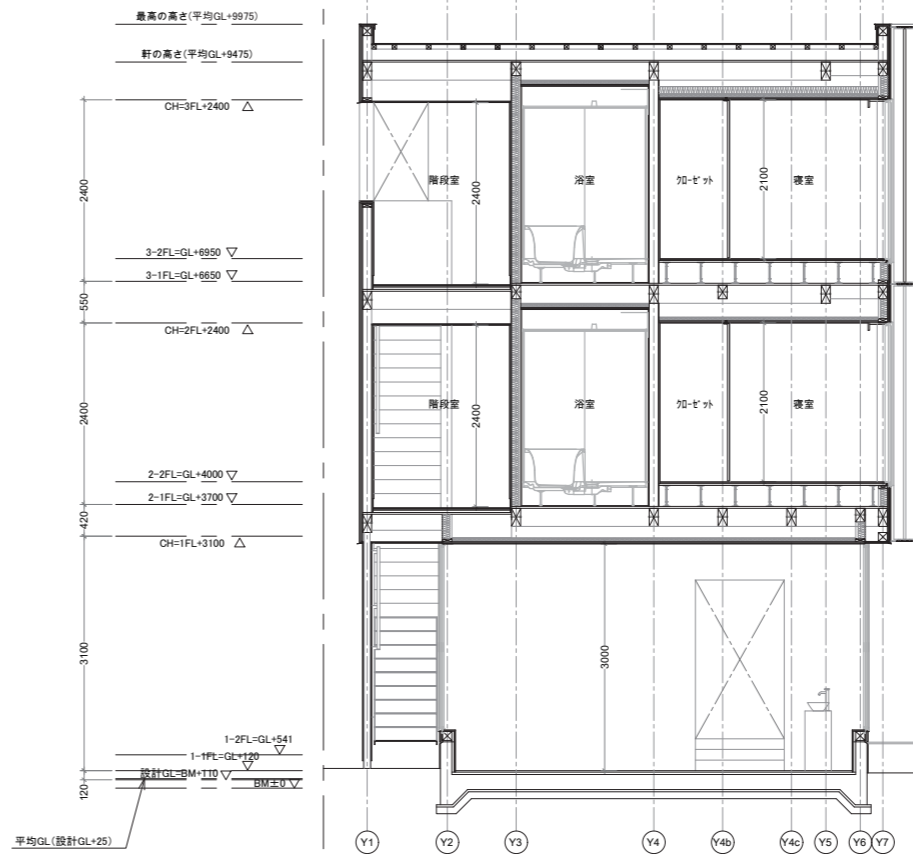 最高の高さ(平均GL+9975)
軒の高さ(平均GL+9475)
CH=3FL+2400 △
2400
階段室
2400
浴室
クローゼット
2100
寝室
3-2FL=GL+6950 ▽
3-1FL=GL+6650 ▽
550
CH=2FL+2400 △
2400
階段室
2400
浴室
クローゼット
2100
寝室
2-2FL=GL+4000 ▽
2-1FL=GL+3700 ▽
420
CH=1FL+3100 △
3100
3000
1-2FL=GL+541
1-1FL=GL+120
設計GL=BM+110 ▽
BM±0 ▽
120
平均GL(設計GL+25)
Y1 Y2 Y3 Y4 Y4b Y4c Y5 Y6 Y7